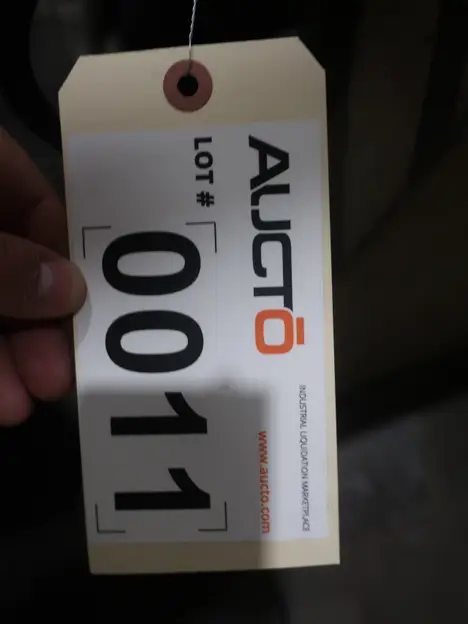 AUCTŌ
INDUSTRIAL LIQUIDATION MARKETPLACE
www.aucto.com
LOT #
0011